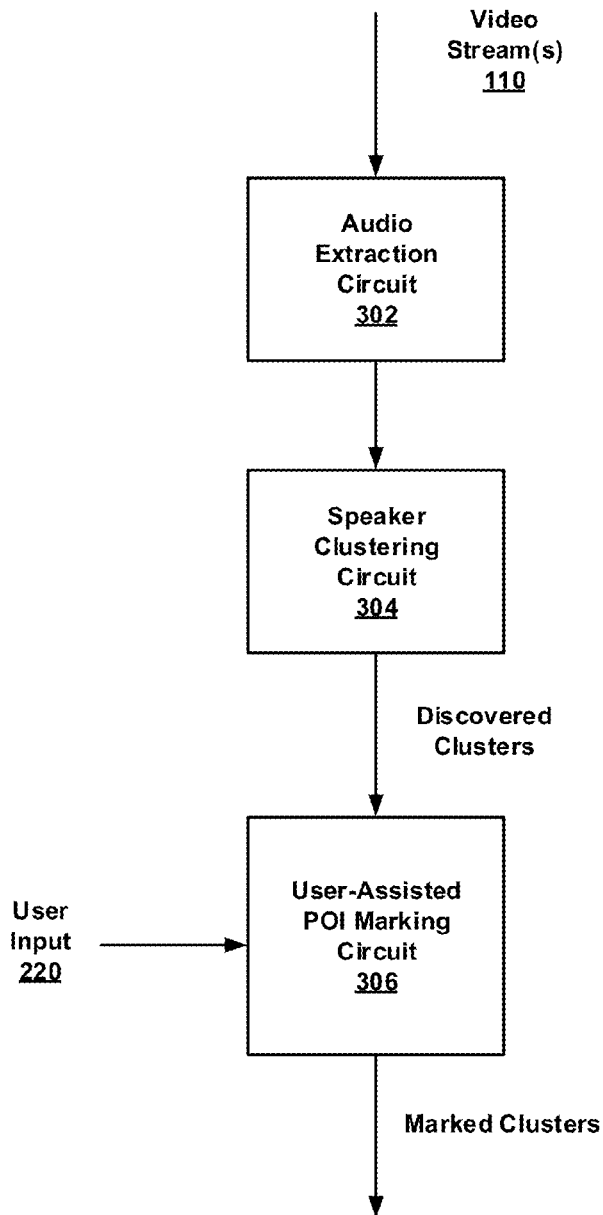 Video
Stream(s)
110
Audio
Extraction
Circuit
302
Speaker
Clustering
Circuit
304
Discovered
Clusters
User-Assisted
POI Marking
Circuit
306
User
Input
220
Marked Clusters